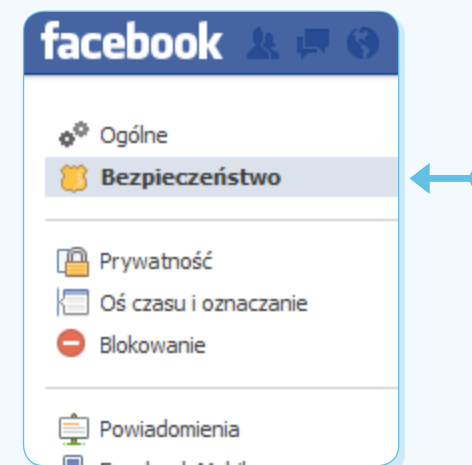 facebook
Ogólne
Bezpieczeństwo
Prywatność
Oś czasu i oznaczanie
Blokowanie
Powiadomienia